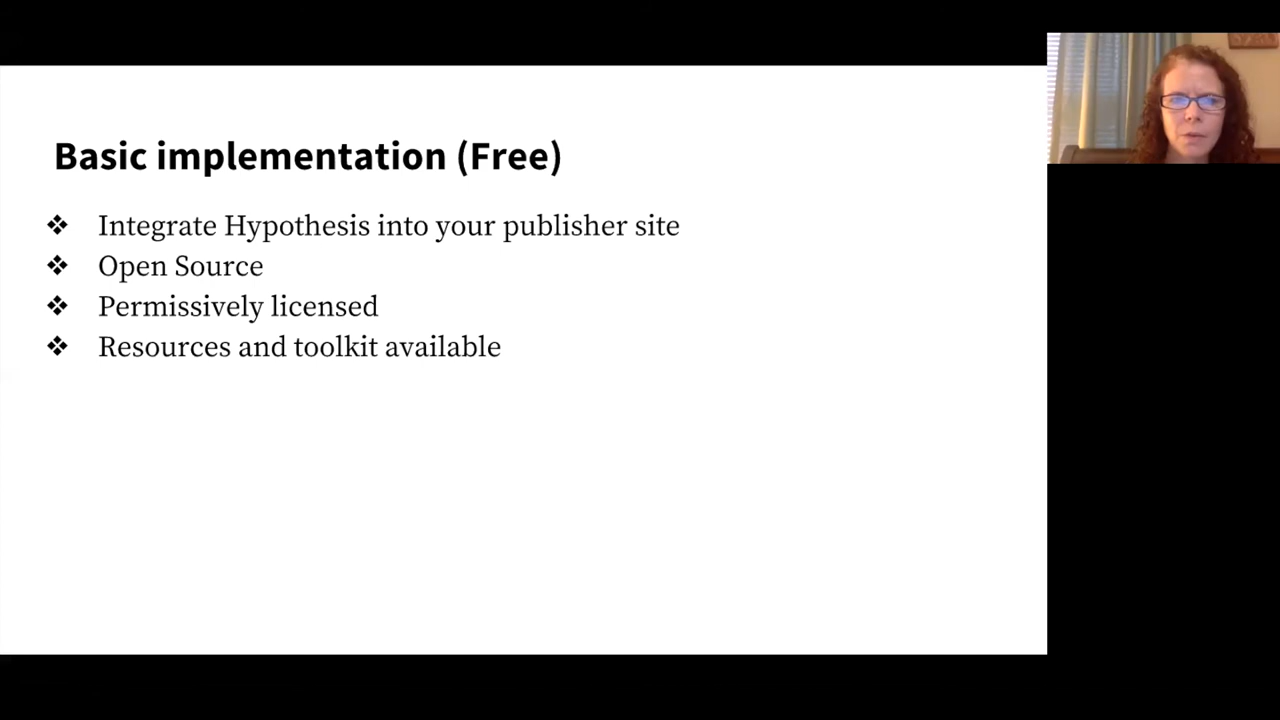 Basic implementation (Free)
❖ Integrate Hypothesis into your publisher site
❖ Open Source
❖ Permissively licensed
❖ Resources and toolkit available